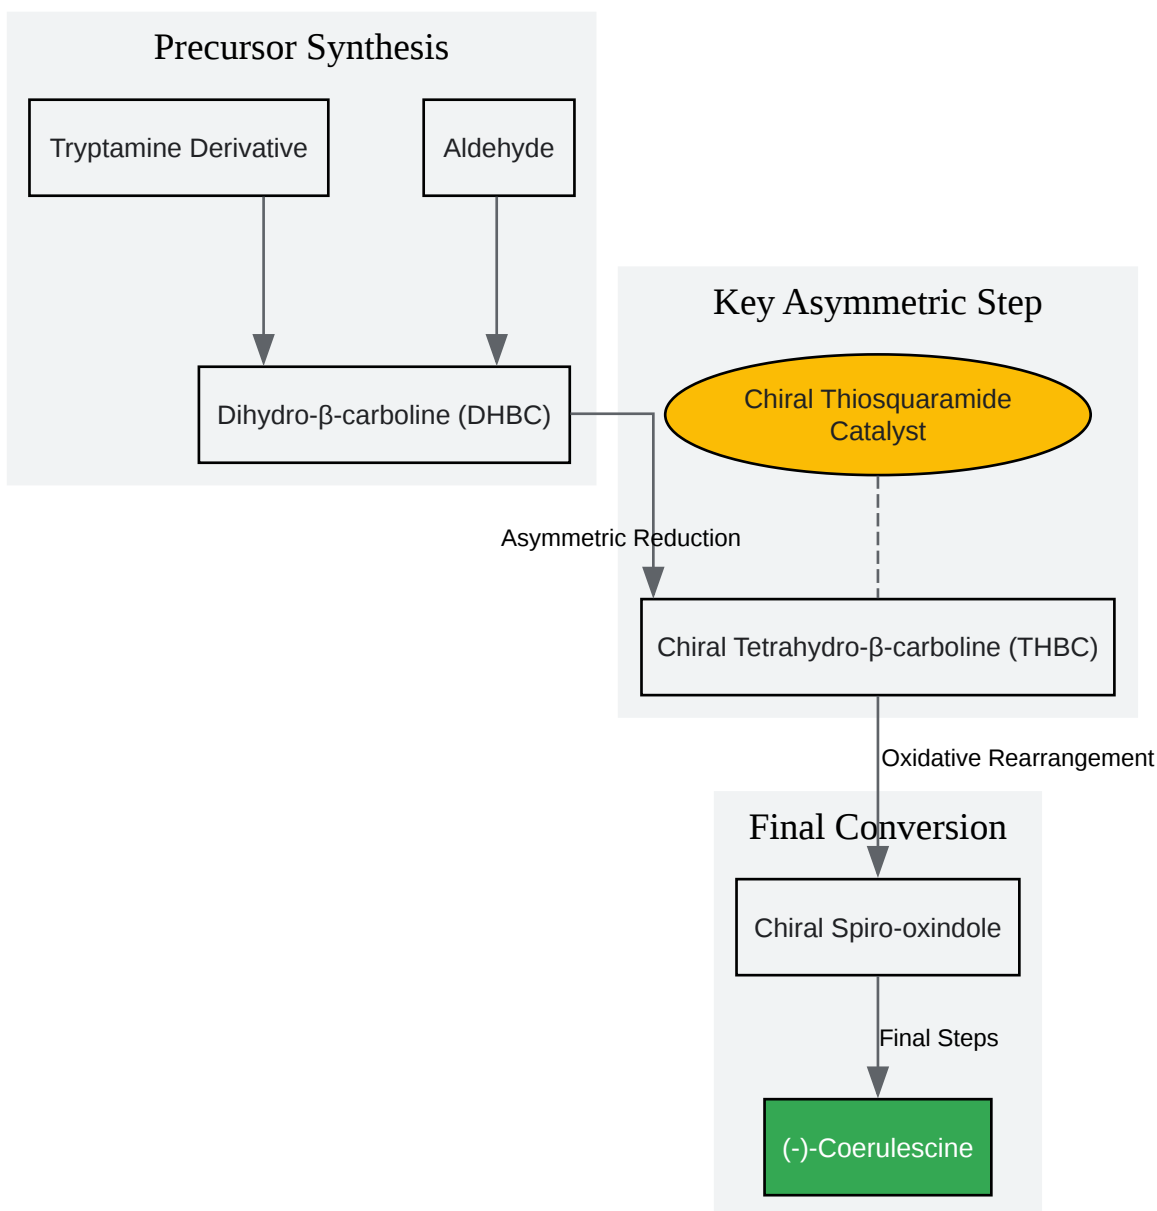 Precursor Synthesis
Tryptamine Derivative
Aldehyde
Dihydro-β-carboline (DHBC)
Key Asymmetric Step
Chiral Thiosquaramide
Catalyst
Asymmetric Reduction
Chiral Tetrahydro-β-carboline (THBC)
Oxidative Rearrangement
Final Conversion
Chiral Spiro-oxindole
Final Steps
(-)-Coerulescine